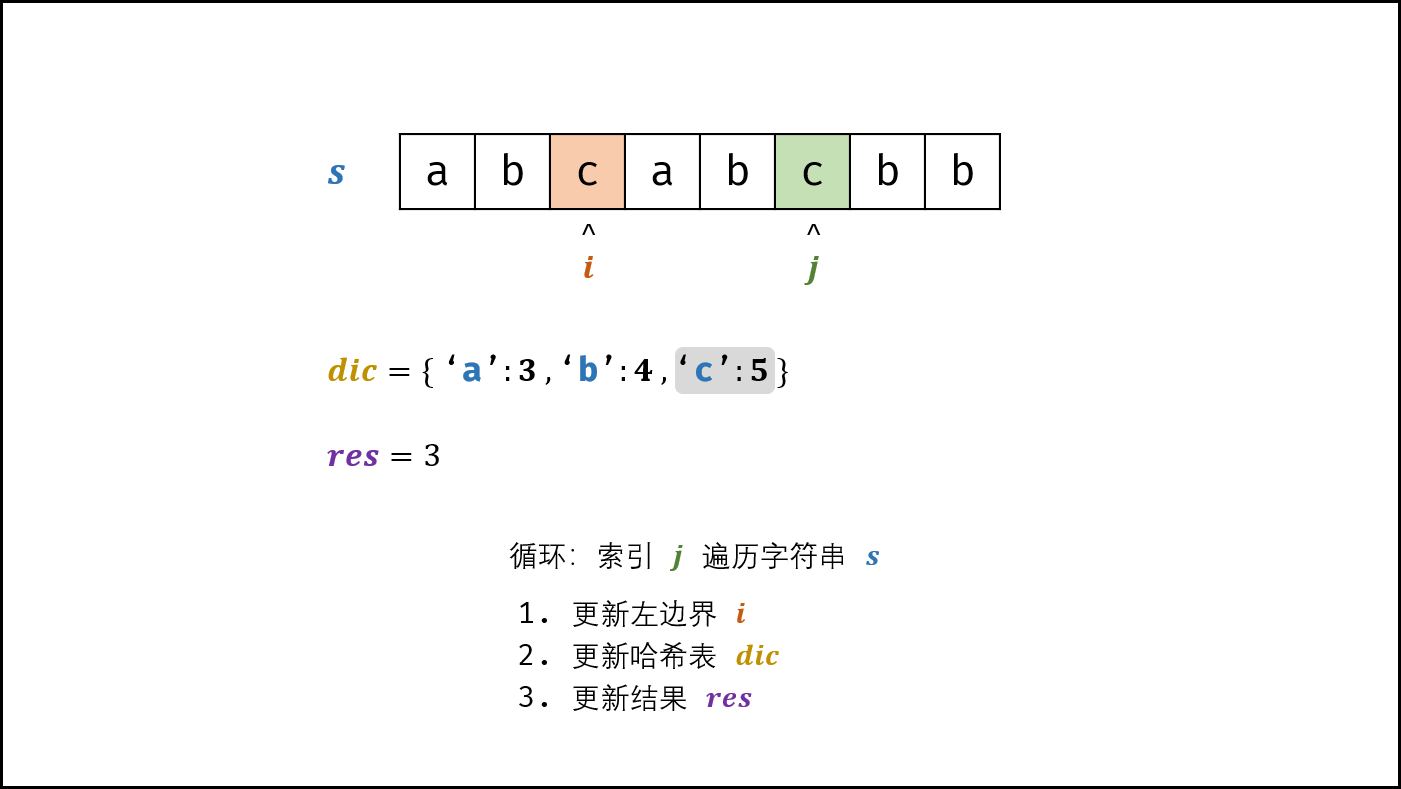 s a b c a b c b b
^ ^
i j
dic = { ‘a’:3,‘b’:4,‘c’:5}
res = 3
循环: 索引 j 遍历字符串 s
1. 更新左边界 i
2. 更新哈希表 dic
3. 更新结果 res